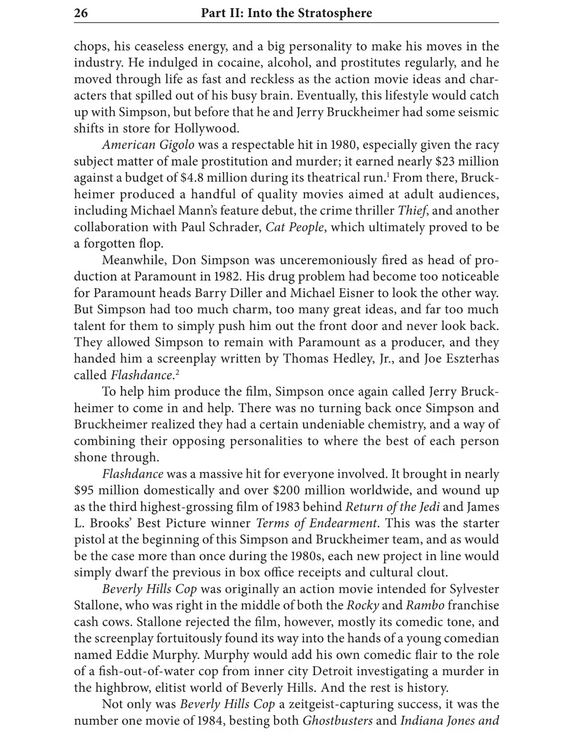 26 Part II: Into the Stratosphere
chops, his ceaseless energy, and a big personality to make his moves in the
industry. He indulged in cocaine, alcohol, and prostitutes regularly, and he
moved through life as fast and reckless as the action movie ideas and char-
acters that spilled out of his busy brain. Eventually, this lifestyle would catch
up with Simpson, but before that he and Jerry Bruckheimer had some seismic
shifts in store for Hollywood.
American Gigolo was a respectable hit in 1980, especially given the racy
subject matter of male prostitution and murder; it earned nearly $23 million
against a budget of $4.8 million during its theatrical run.¹ From there, Bruck-
heimer produced a handful of quality movies aimed at adult audiences,
including Michael Mann's feature debut, the crime thriller Thief, and another
collaboration with Paul Schrader, Cat People, which ultimately proved to be
a forgotten flop.
Meanwhile, Don Simpson was unceremoniously fired as head of pro-
duction at Paramount in 1982. His drug problem had become too noticeable
for Paramount heads Barry Diller and Michael Eisner to look the other way.
But Simpson had too much charm, too many great ideas, and far too much
talent for them to simply push him out the front door and never look back.
They allowed Simpson to remain with Paramount as a producer, and they
handed him a screenplay written by Thomas Hedley, Jr., and Joe Eszterhas
called Flashdance.²
To help him produce the film, Simpson once again called Jerry Bruck-
heimer to come in and help. There was no turning back once Simpson and
Bruckheimer realized they had a certain undeniable chemistry, and a way of
combining their opposing personalities to where the best of each person
shone through.
Flashdance was a massive hit for everyone involved. It brought in nearly
$95 million domestically and over $200 million worldwide, and wound up
as the third highest-grossing film of 1983 behind Return of the Jedi and James
L. Brooks' Best Picture winner Terms of Endearment. This was the starter
pistol at the beginning of this Simpson and Bruckheimer team, and as would
be the case more than once during the 1980s, each new project in line would
simply dwarf the previous in box office receipts and cultural clout.
Beverly Hills Cop was originally an action movie intended for Sylvester
Stallone, who was right in the middle of both the Rocky and Rambo franchise
cash cows. Stallone rejected the film, however, mostly its comedic tone, and
the screenplay fortuitously found its way into the hands of a young comedian
named Eddie Murphy. Murphy would add his own comedic flair to the role
of a fish-out-of-water cop from inner city Detroit investigating a murder in
the highbrow, elitist world of Beverly Hills. And the rest is history.
Not only was Beverly Hills Cop a zeitgeist-capturing success, it was the
number one movie of 1984, besting both Ghostbusters and Indiana Jones and